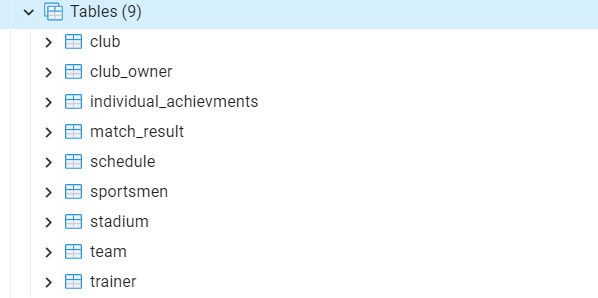 Tables (9)
club
club_owner
individual_achievments
match_result
schedule
sportsmen
stadium
team
trainer